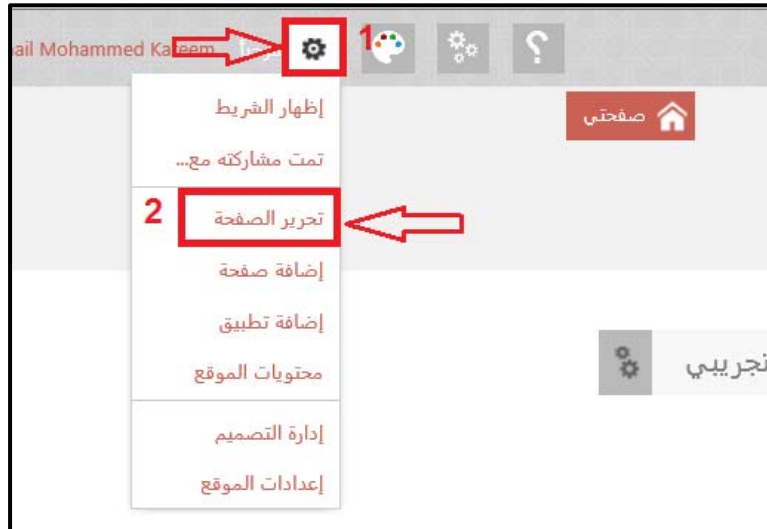 ail Mohammed Kareem
1
صفحتي
إظهار الشريط
تمت مشاركته مع...
تحرير الصفحة
2
إضافة صفحة
إضافة تطبيق
محتويات الموقع
تجريبي
إدارة التصميم
إعدادات الموقع